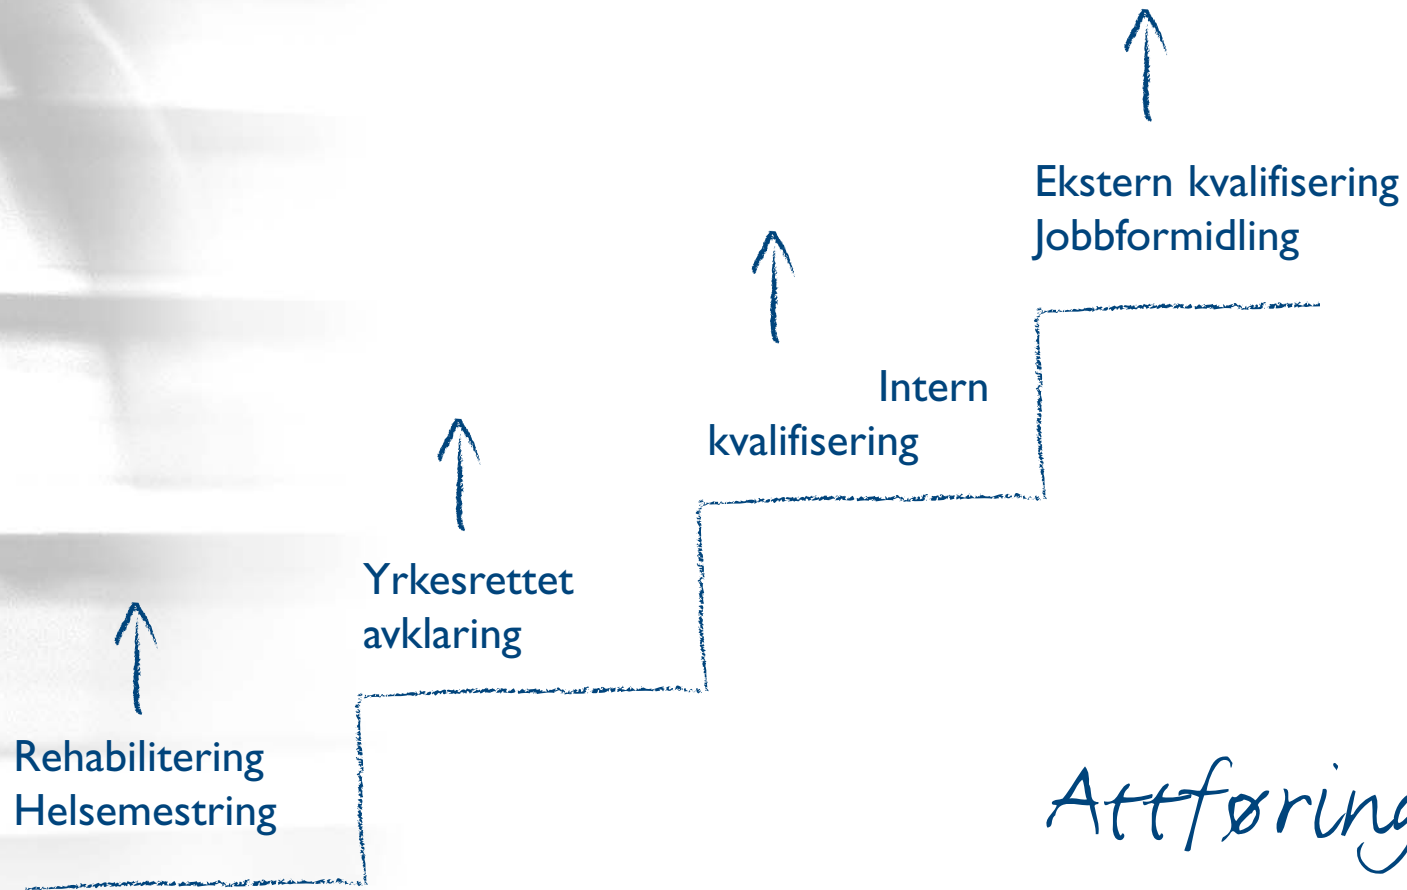 Ekstern kvalifisering
Jobbformidling
Intern
kvalifisering
Yrkesrettet
avklaring
Rehabilitering
Helsemestring
Attføring